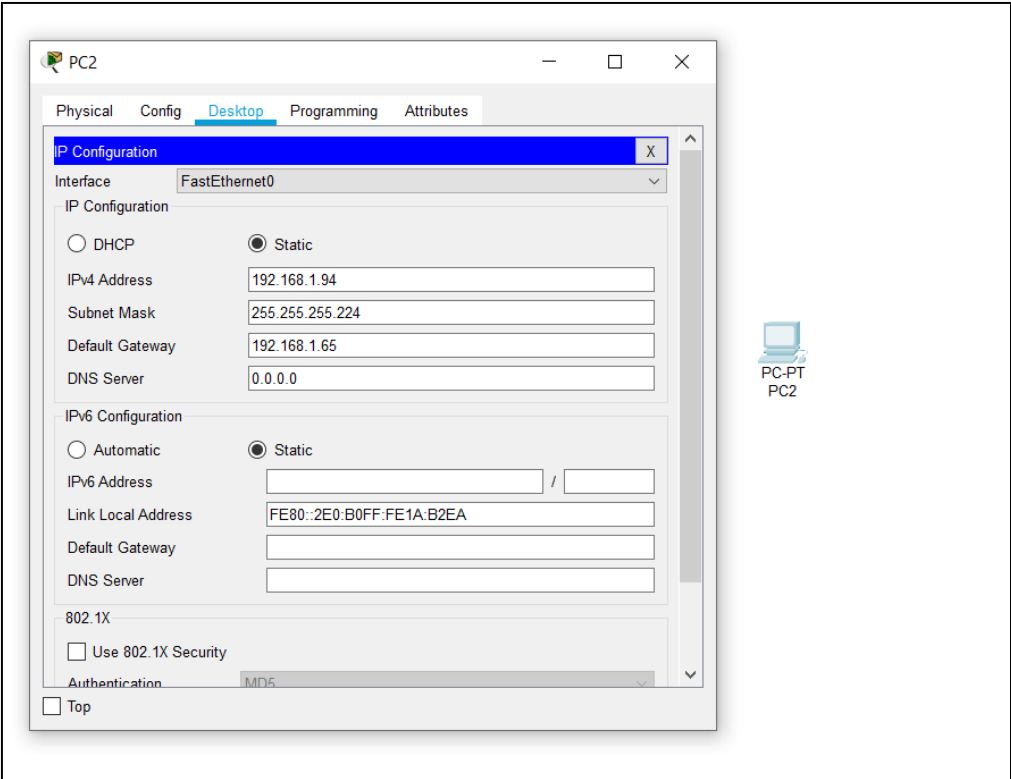 PC2
Physical Config Desktop Programming Attributes
IP Configuration X
Interface FastEthernet0
IP Configuration
DHCP Static
IPv4 Address 192.168.1.94
Subnet Mask 255.255.255.224
Default Gateway 192.168.1.65
DNS Server 0.0.0.0
IPv6 Configuration
Automatic Static
IPv6 Address /
Link Local Address FE80::2E0:B0FF:FE1A:B2EA
Default Gateway
DNS Server
802.1X
Use 802.1X Security
Authentication MD5
Top
PC-PT
PC2